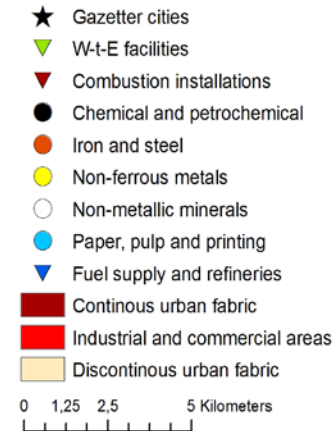 Gazetter cities
W-t-E facilities
Combustion installations
Chemical and petrochemical
Iron and steel
Non-ferrous metals
Non-metallic minerals
Paper, pulp and printing
Fuel supply and refineries
Continous urban fabric
Industrial and commercial areas
Discontinous urban fabric
0 1,25 2,5 5 Kilometers